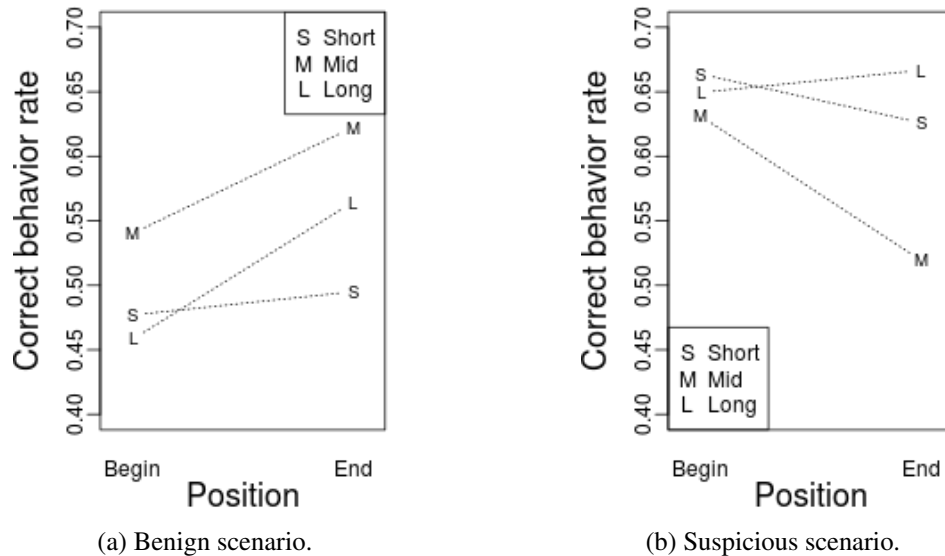 Correct behavior rate
0.70
0.65
0.60
0.55
0.50
0.45
0.40
S Short
M Mid
L Long
M
M
L
L
S
S
Begin
End
Position
(a) Benign scenario.
Correct behavior rate
0.70
0.65
0.60
0.55
0.50
0.45
0.40
S
L
M
L
S
M
S Short
M Mid
L Long
Begin
End
Position
(b) Suspicious scenario.